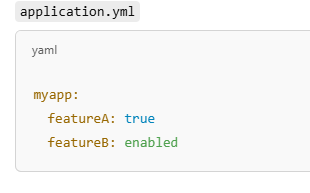 application.yml
yaml
myapp:
  featureA: true
  featureB: enabled